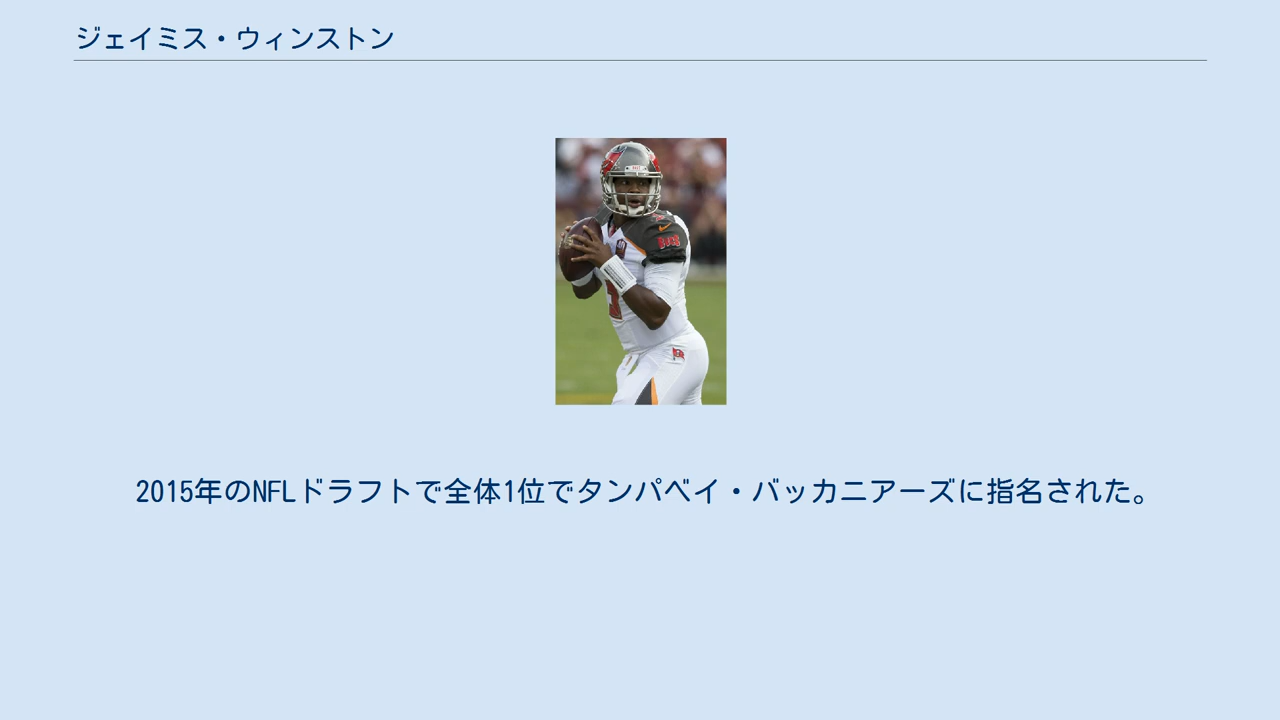 ジェイミス・ウィンストン
2015年のNFLドラフトで全体1位でタンパベイ・バッカニアーズに指名された。